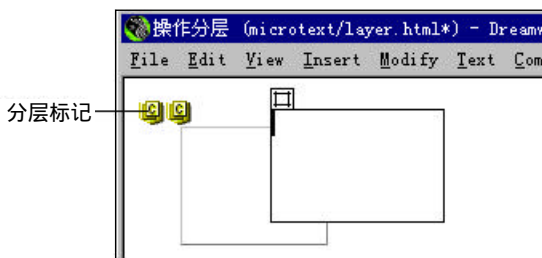 操作分层 (microtext/layer.html*) - Dreamw
File Edit View Insert Modify Text Com
分层标记
C C